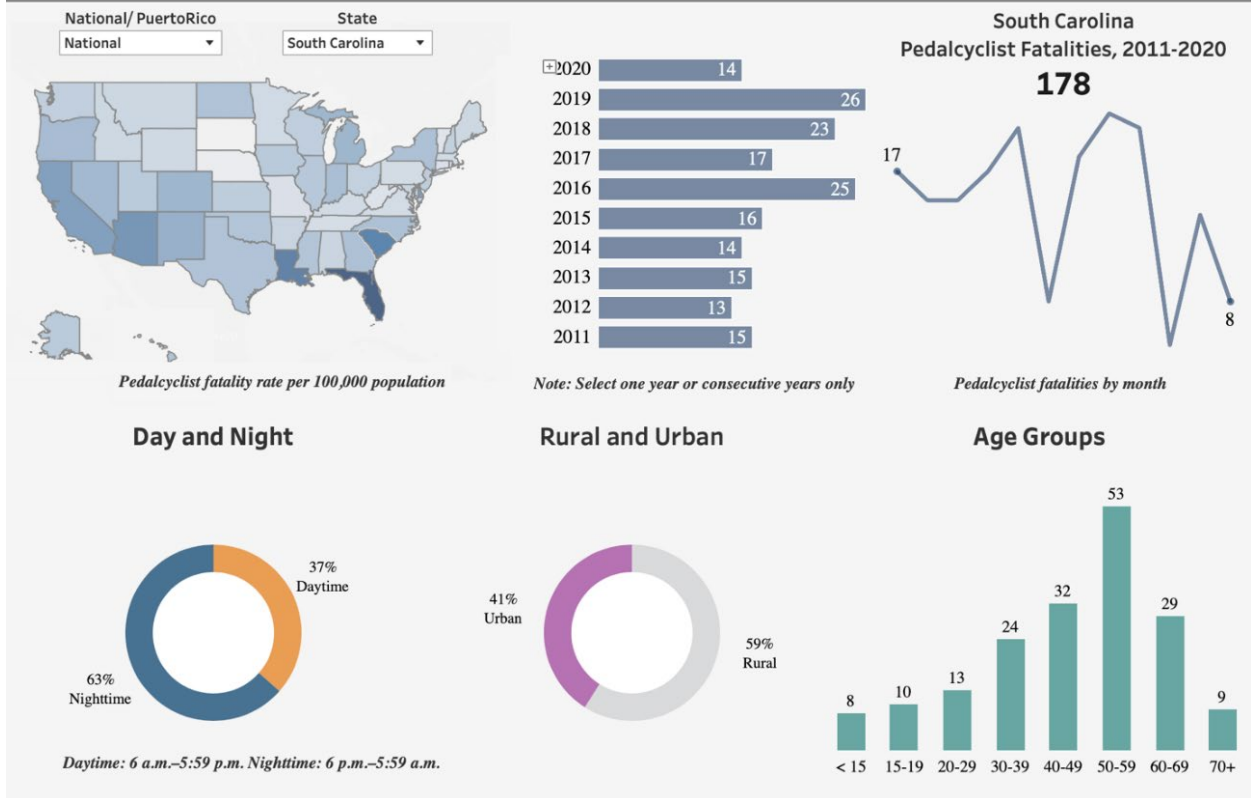 National/ PuertoRico
National
State
South Carolina
Pedalcyclist fatality rate per 100,000 population
2020 14
2019 26
2018 23
2017 17
2016 25
2015 16
2014 14
2013 15
2012 13
2011 15
Note: Select one year or consecutive years only
South Carolina
Pedalcyclist Fatalities, 2011-2020
178
17
8
Pedalcyclist fatalities by month
Day and Night
37%
Daytime
63%
Nighttime
Daytime: 6 a.m.–5:59 p.m. Nighttime: 6 p.m.–5:59 a.m.
Rural and Urban
41%
Urban
59%
Rural
Age Groups
8 10 13 24 32 53 29 9
< 15 15-19 20-29 30-39 40-49 50-59 60-69 70+